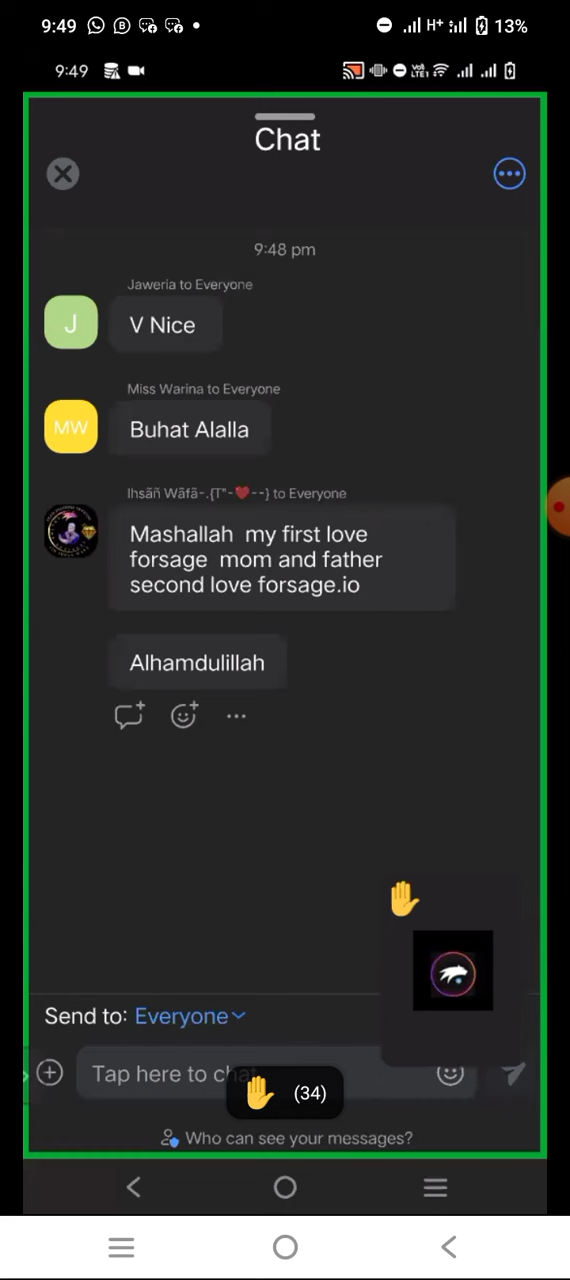 9:49 H+ 13%
9:49
Chat
9:48 pm
Jaweria to Everyone
J
V Nice
Miss Warina to Everyone
MW
Buhat Alalla
Ihsãñ Wãfã-.{T"-❤--} to Everyone
Mashallah my first love
forsage mom and father
second love forsage.io
Alhamdulillah
Send to: Everyone
Tap here to chat
(34)
Who can see your messages?